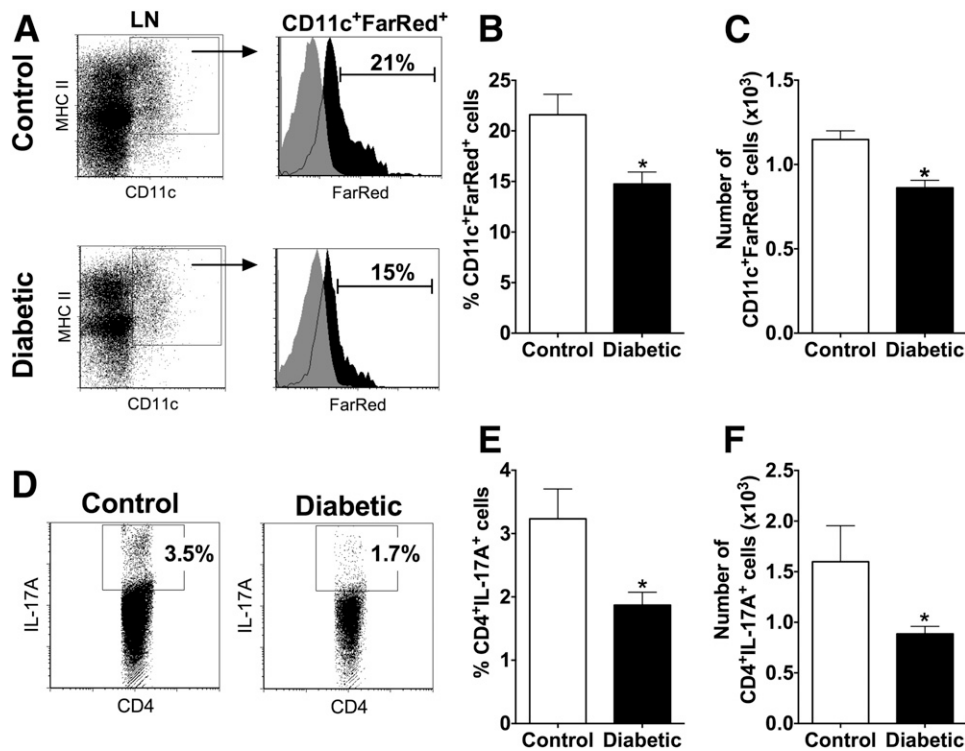 A
LN
CD11c⁺FarRed⁺
Control
MHC II
CD11c
21%
FarRed
Diabetic
MHC II
CD11c
15%
FarRed
B
% CD11c⁺FarRed⁺ cells
25
20
15
10
5
0
*
Control Diabetic
C
Number of
CD11c⁺FarRed⁺ cells (x10³)
1.5
1.0
0.5
0.0
*
Control Diabetic
D
Control
Diabetic
IL-17A
3.5%
CD4
IL-17A
1.7%
CD4
E
% CD4⁺IL-17A⁺ cells
4
3
2
1
0
*
Control Diabetic
F
Number of
CD4⁺IL-17A⁺ cells (x10³)
2.5
2.0
1.5
1.0
0.5
0.0
*
Control Diabetic